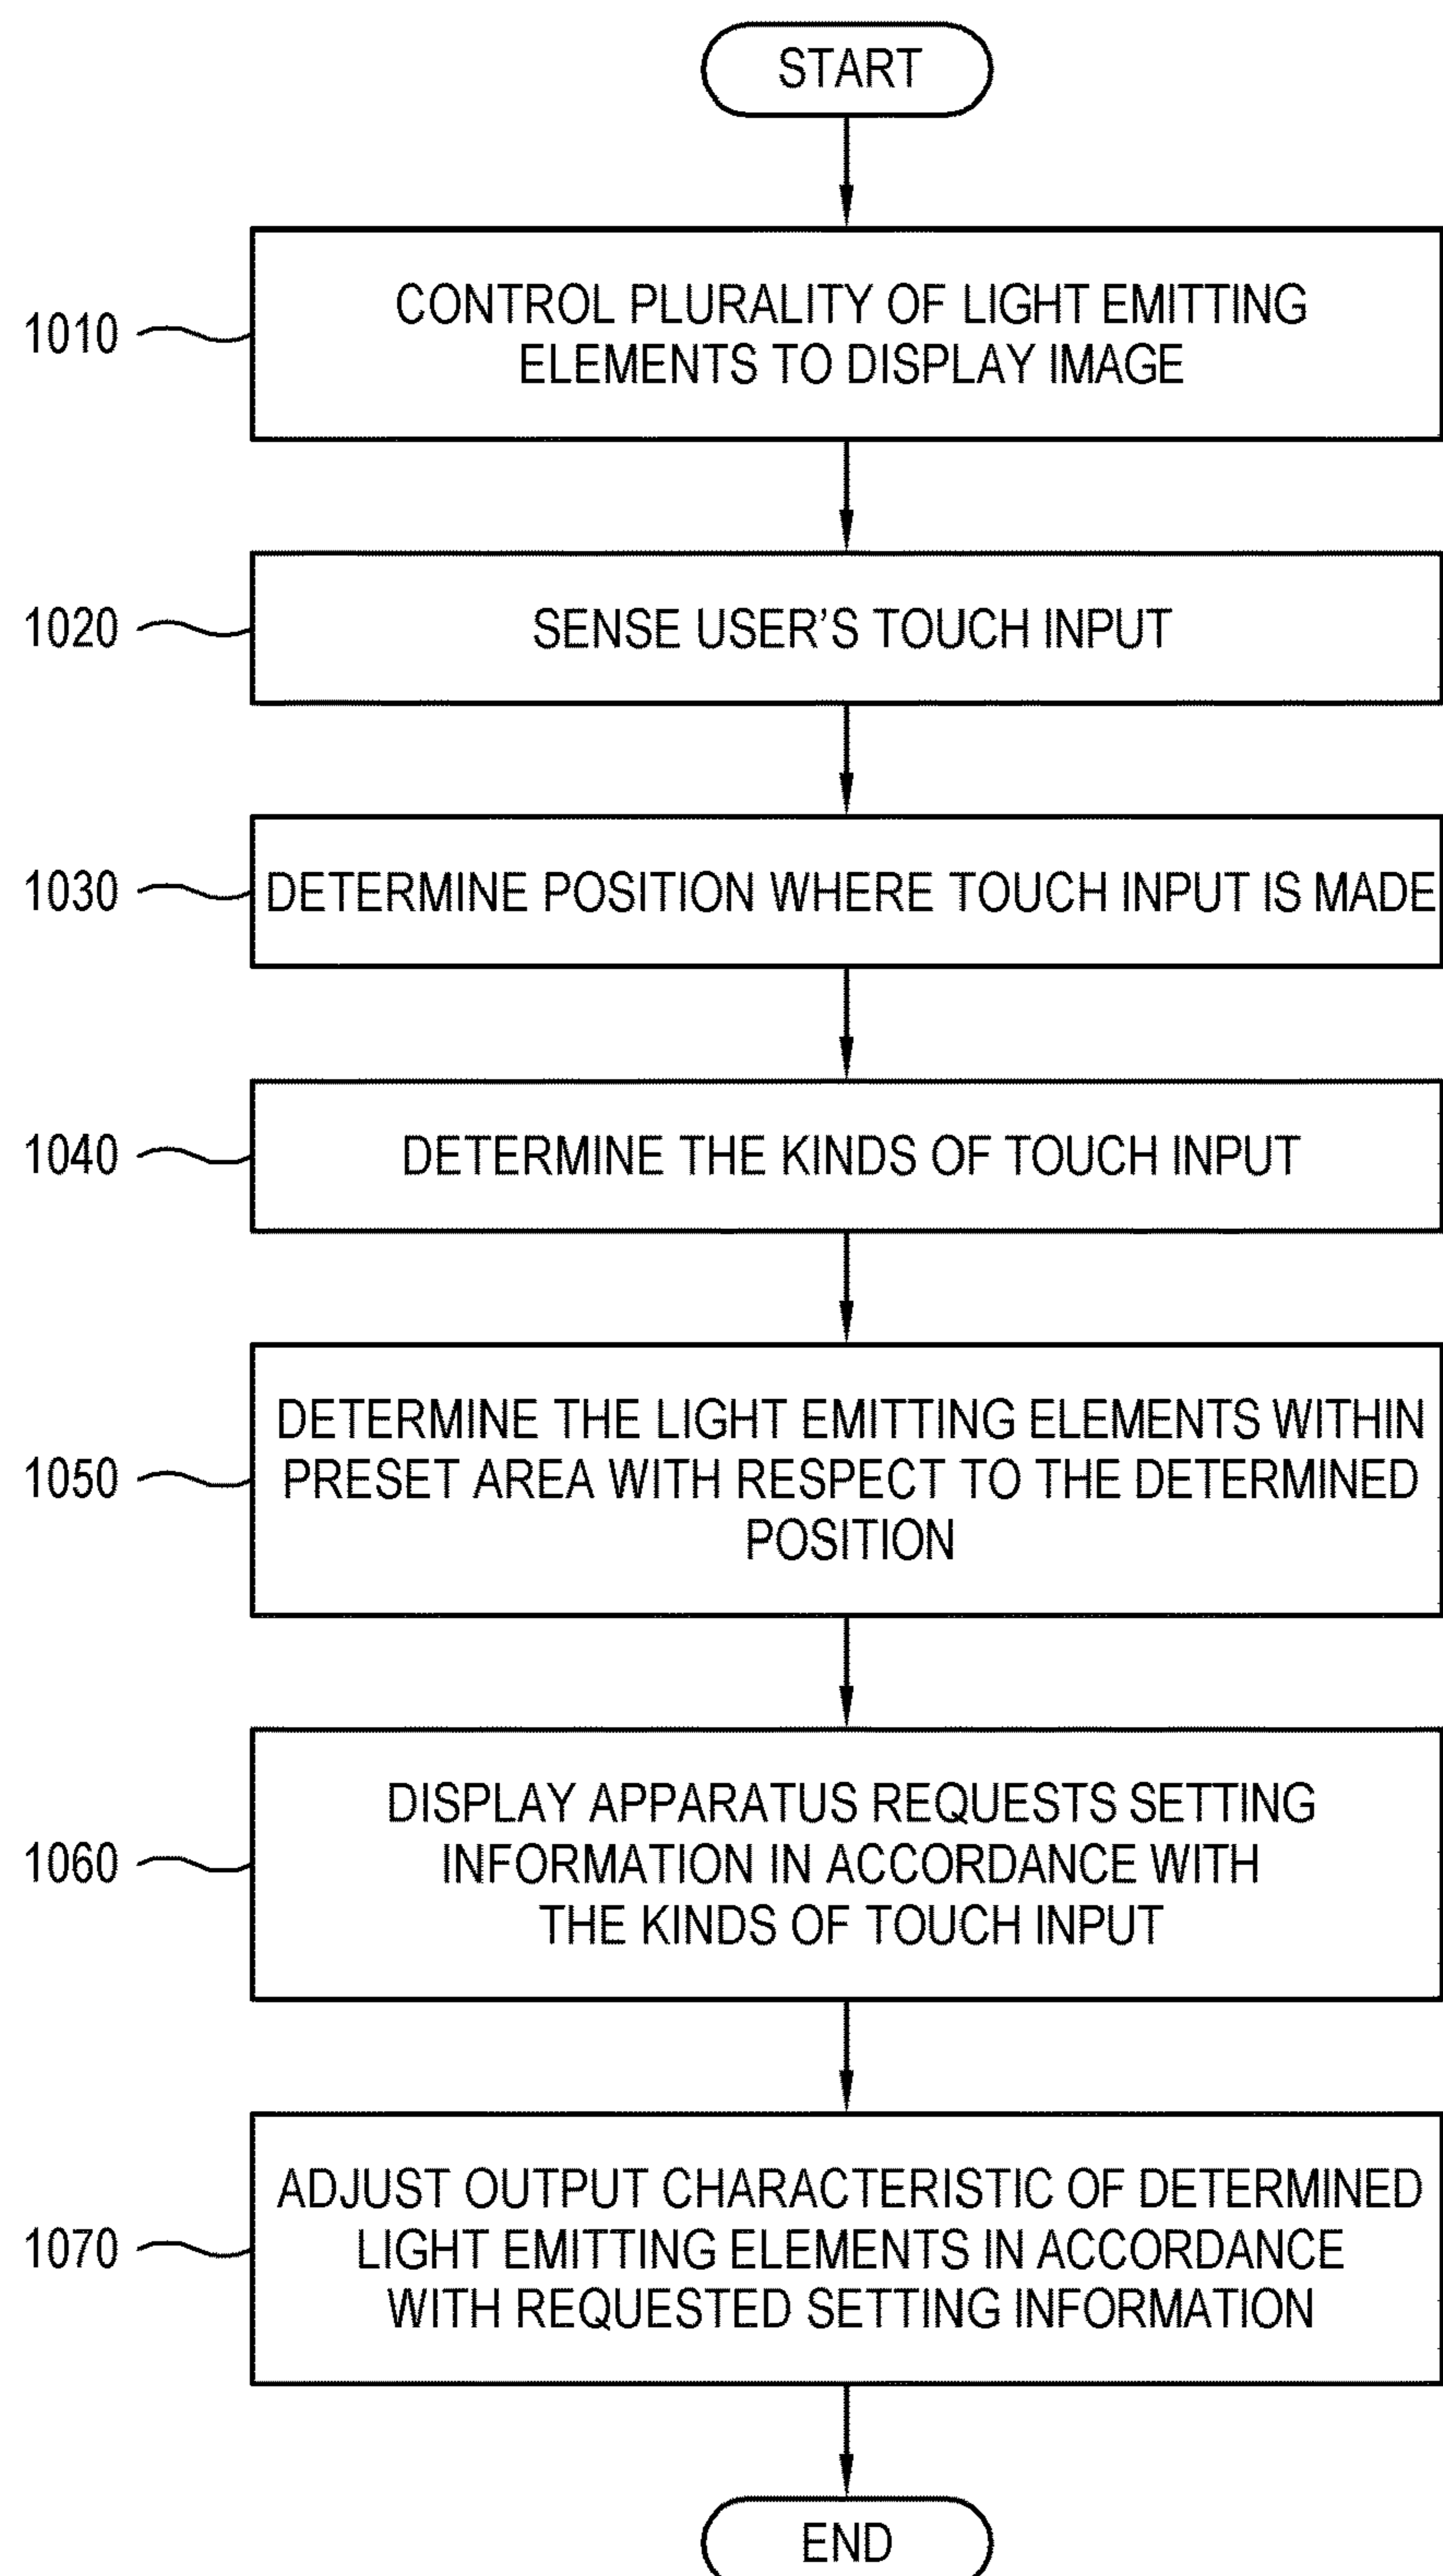 START
1010
CONTROL PLURALITY OF LIGHT EMITTING
ELEMENTS TO DISPLAY IMAGE
1020
SENSE USER'S TOUCH INPUT
1030
DETERMINE POSITION WHERE TOUCH INPUT IS MADE
1040
DETERMINE THE KINDS OF TOUCH INPUT
1050
DETERMINE THE LIGHT EMITTING ELEMENTS WITHIN
PRESET AREA WITH RESPECT TO THE DETERMINED
POSITION
1060
DISPLAY APPARATUS REQUESTS SETTING
INFORMATION IN ACCORDANCE WITH
THE KINDS OF TOUCH INPUT
1070
ADJUST OUTPUT CHARACTERISTIC OF DETERMINED
LIGHT EMITTING ELEMENTS IN ACCORDANCE
WITH REQUESTED SETTING INFORMATION
END